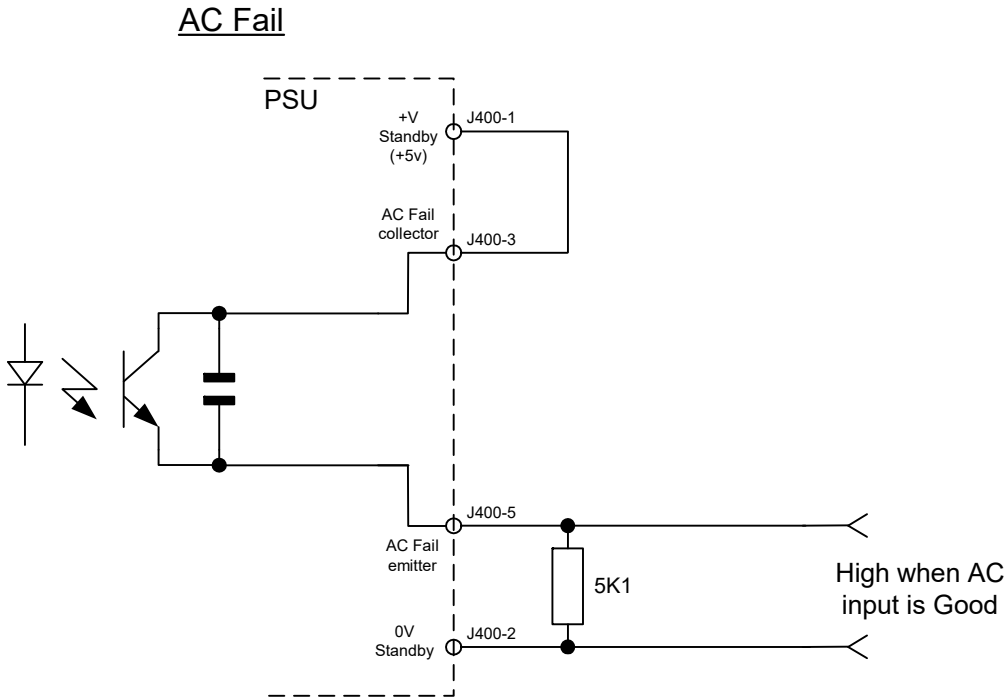 AC Fail
PSU
+V
Standby
(+5v)
J400-1
AC Fail
collector
J400-3
J400-5
AC Fail
emitter
5K1
High when AC
input is Good
0V
Standby
J400-2